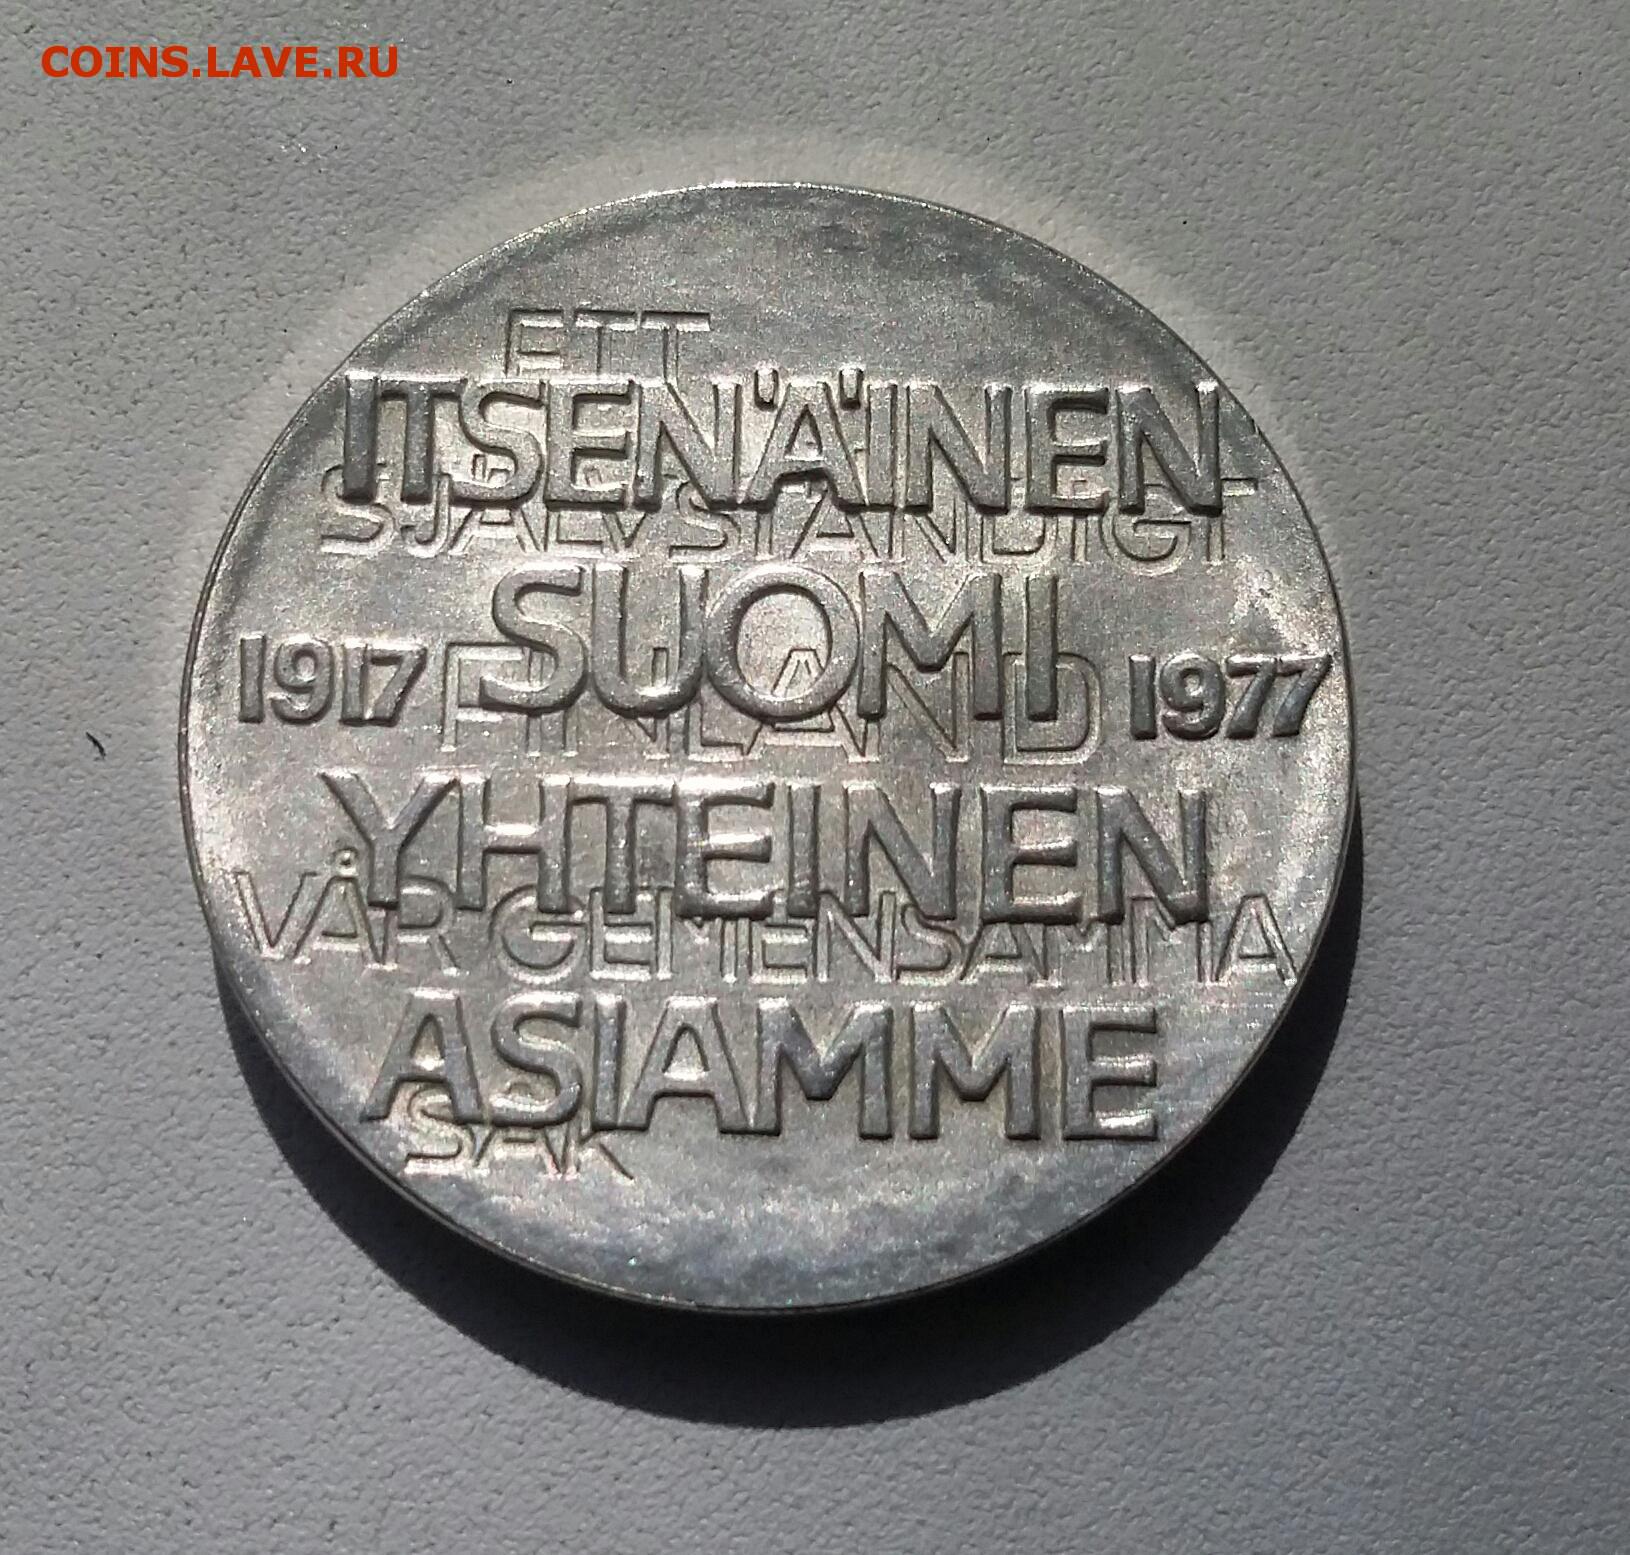 COINS.LAVE.RU
ETT
ITSENÄINEN
SJÄLVSTÄNDIGT
SUOMI
1917 FINLAND 1977
YHTEINEN
VÅR GEMENSAMMA
ASIAMME
SAK